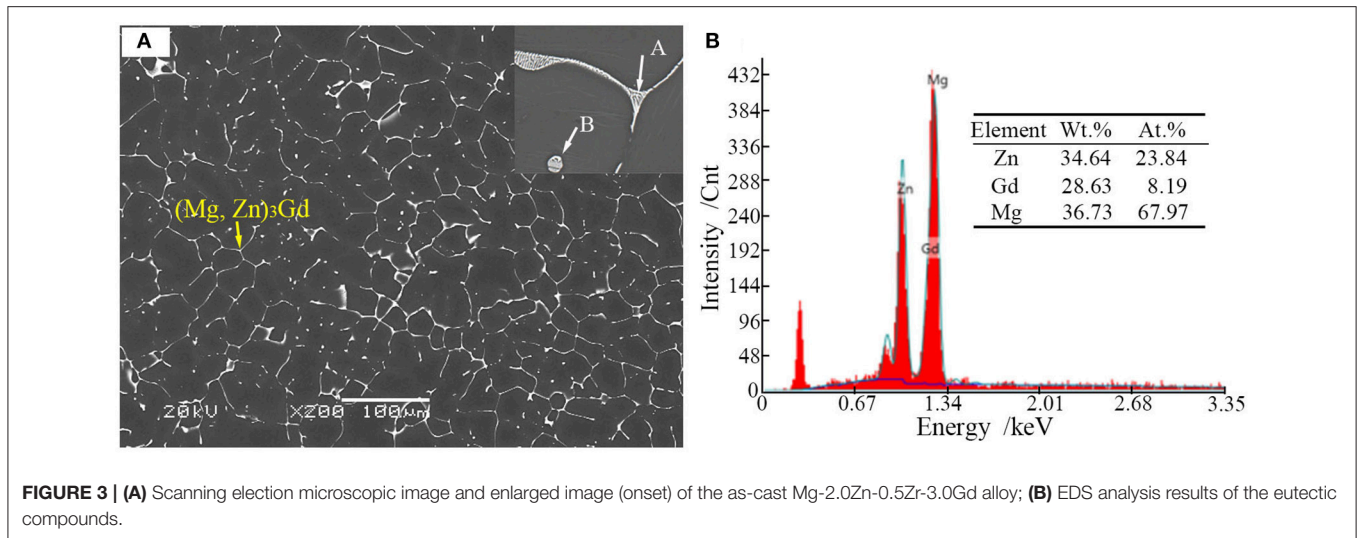 A
A
B
(Mg, Zn)₃Gd
20kV X200 100μm
B
432
384
336
288
240
192
144
96
48
0
Intensity /Cnt
Mg
Zn
Gd
0 0.67 1.34 2.01 2.68 3.35
Energy /keV
Element Wt.% At.%
Zn 34.64 23.84
Gd 28.63 8.19
Mg 36.73 67.97
FIGURE 3 | (A) Scanning election microscopic image and enlarged image (onset) of the as-cast Mg-2.0Zn-0.5Zr-3.0Gd alloy; (B) EDS analysis results of the eutectic
compounds.